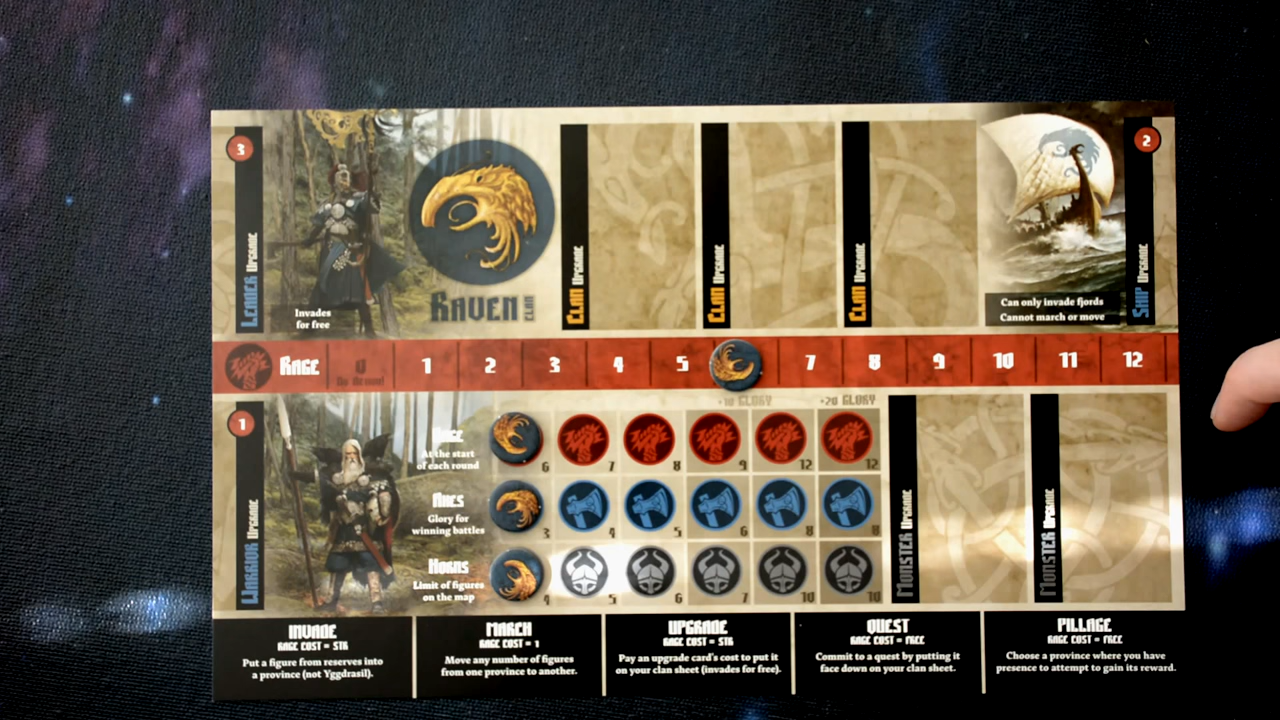 3
LEADER UPGRADE
Invades
for free
RAVEN CLAN
CLAN UPGRADE
CLAN UPGRADE
CLAN UPGRADE
Can only invade fjords
Cannot march or move
2
SHIP UPGRADE
RAGE 0 1 2 3 4 5 7 8 9 10 11 12
1
WARRIOR UPGRADE
+10 GLORY +20 GLORY
RAGE
At the start
of each round
6 7 8 9 12 12
AXES
Glory for
winning battles
3 4 5 6 8 8
HORNS
Limit of figures
on the map
4 5 6 7 10 10
MONSTER UPGRADE
MONSTER UPGRADE
INVADE
RAGE COST = STR
Put a figure from reserves into
a province (not Yggdrasil).
MARCH
RAGE COST = 1
Move any number of figures
from one province to another.
UPGRADE
RAGE COST = STR
Pay an upgrade card's cost to put it
on your clan sheet (invades for free).
QUEST
RAGE COST = FREE
Commit to a quest by putting it
face down on your clan sheet.
PILLAGE
RAGE COST = FREE
Choose a province where you have
presence to attempt to gain its reward.